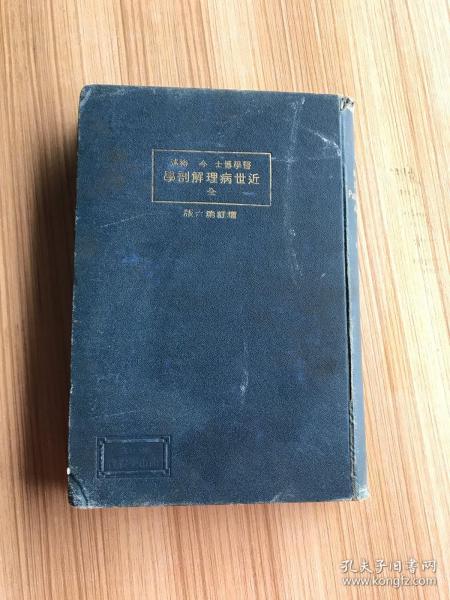 醫學博士 今 裕
近世病理解剖學
全
增訂第六版
孔夫子旧书网
www.kongfz.com